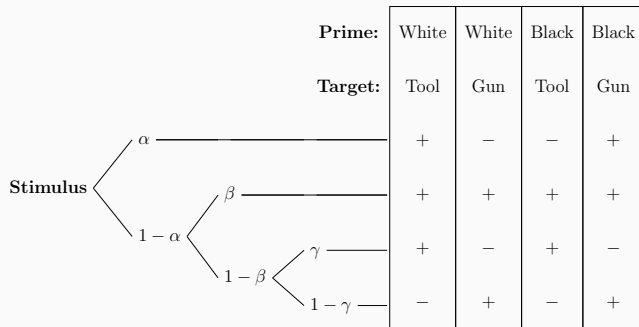 Prime: White White Black Black
Target: Tool Gun Tool Gun
α + − − +
Stimulus
β + + + +
1 − α
γ + − + −
1 − β
1 − γ − + − +